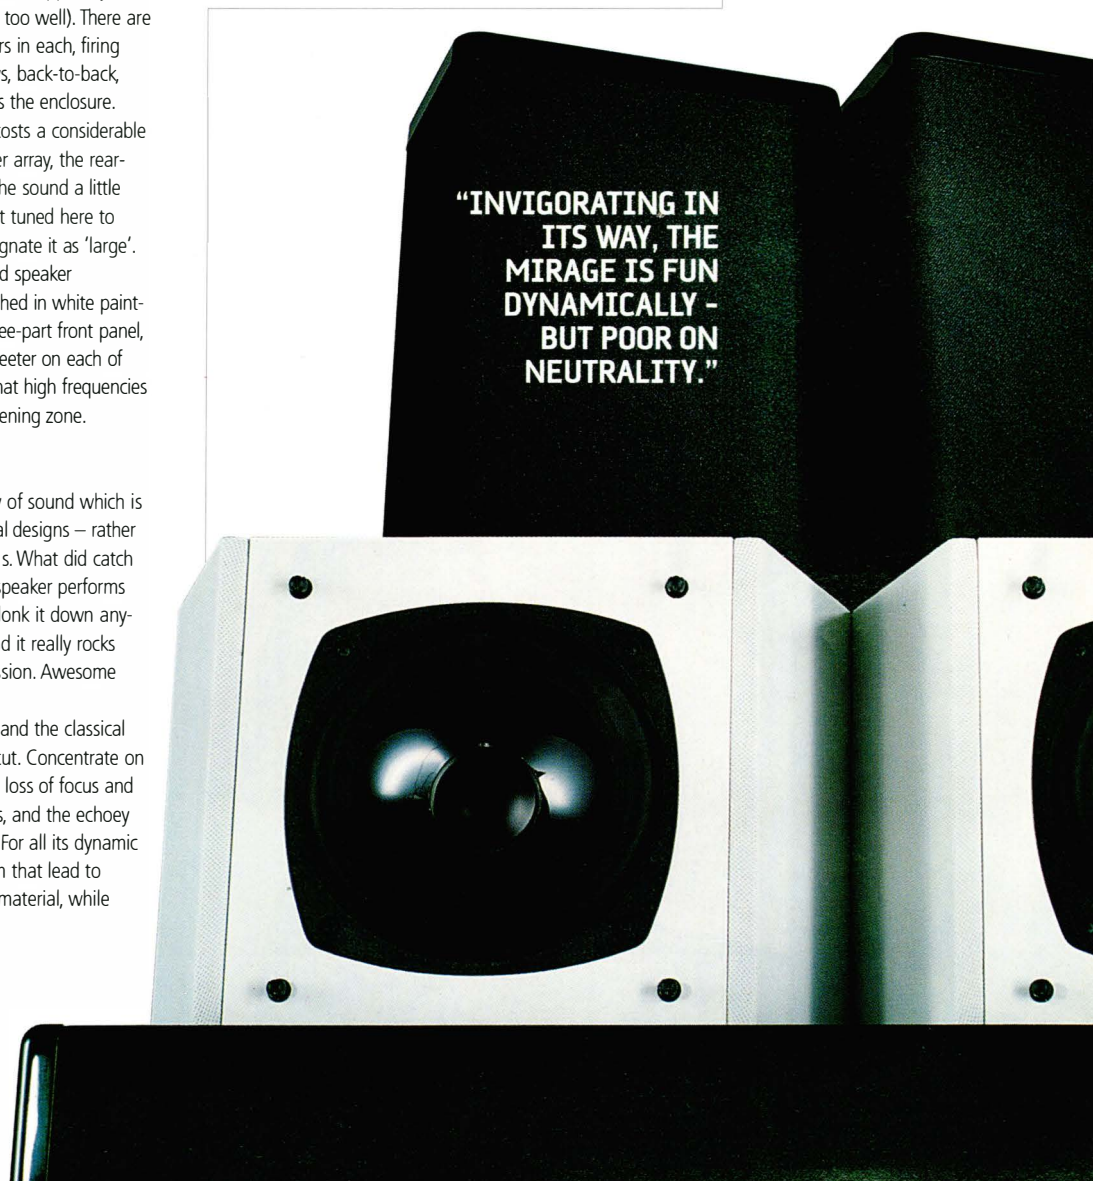 too well). There are
rs in each, firing
s, back-to-back,
s the enclosure.
costs a considerable
er array, the rear-
he sound a little
t tuned here to
gnate it as ‘large’.
d speaker
hed in white paint-
ee-part front panel,
eeter on each of
hat high frequencies
ening zone.
of sound which is
al designs – rather
s. What did catch
speaker performs
lonk it down any-
d it really rocks
ssion. Awesome
and the classical
cut. Concentrate on
loss of focus and
s, and the echoey
For all its dynamic
n that lead to
material, while
“INVIGORATING IN
ITS WAY, THE
MIRAGE IS FUN
DYNAMICALLY -
BUT POOR ON
NEUTRALITY.”